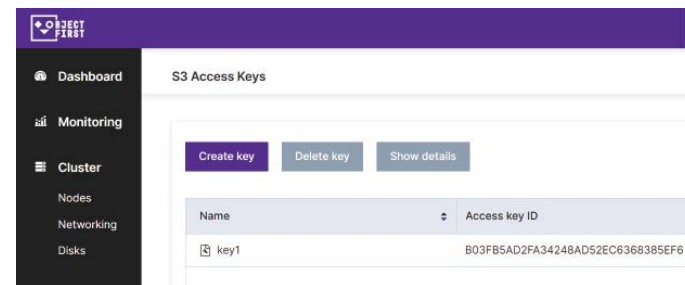 OBJECT
FIRST
Dashboard
S3 Access Keys
Monitoring
Create key
Delete key
Show details
Cluster
Nodes
Networking
Disks
Name
Access key ID
key1
B03FB5AD2FA34248AD52EC6368385EF6